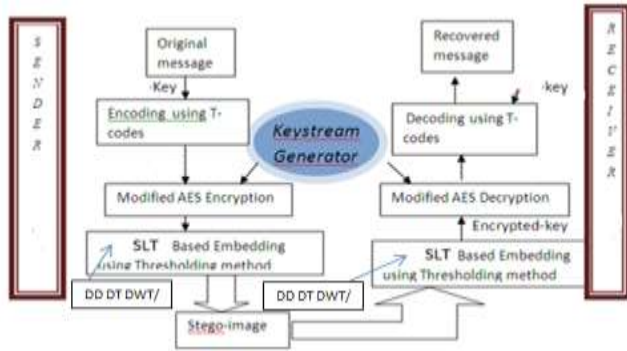 SENDER
Original
message
·Key
Encoding using T-
codes
Keystream
Generator
Modified AES Encryption
SLT Based Embedding
using Thresholding method
DD DT DWT/
Stego-image
Recovered
message
·key
Decoding using T-
codes
Modified AES Decryption
Encrypted-key
SLT Based Embedding
using Thresholding method
DD DT DWT/
RECEIVER